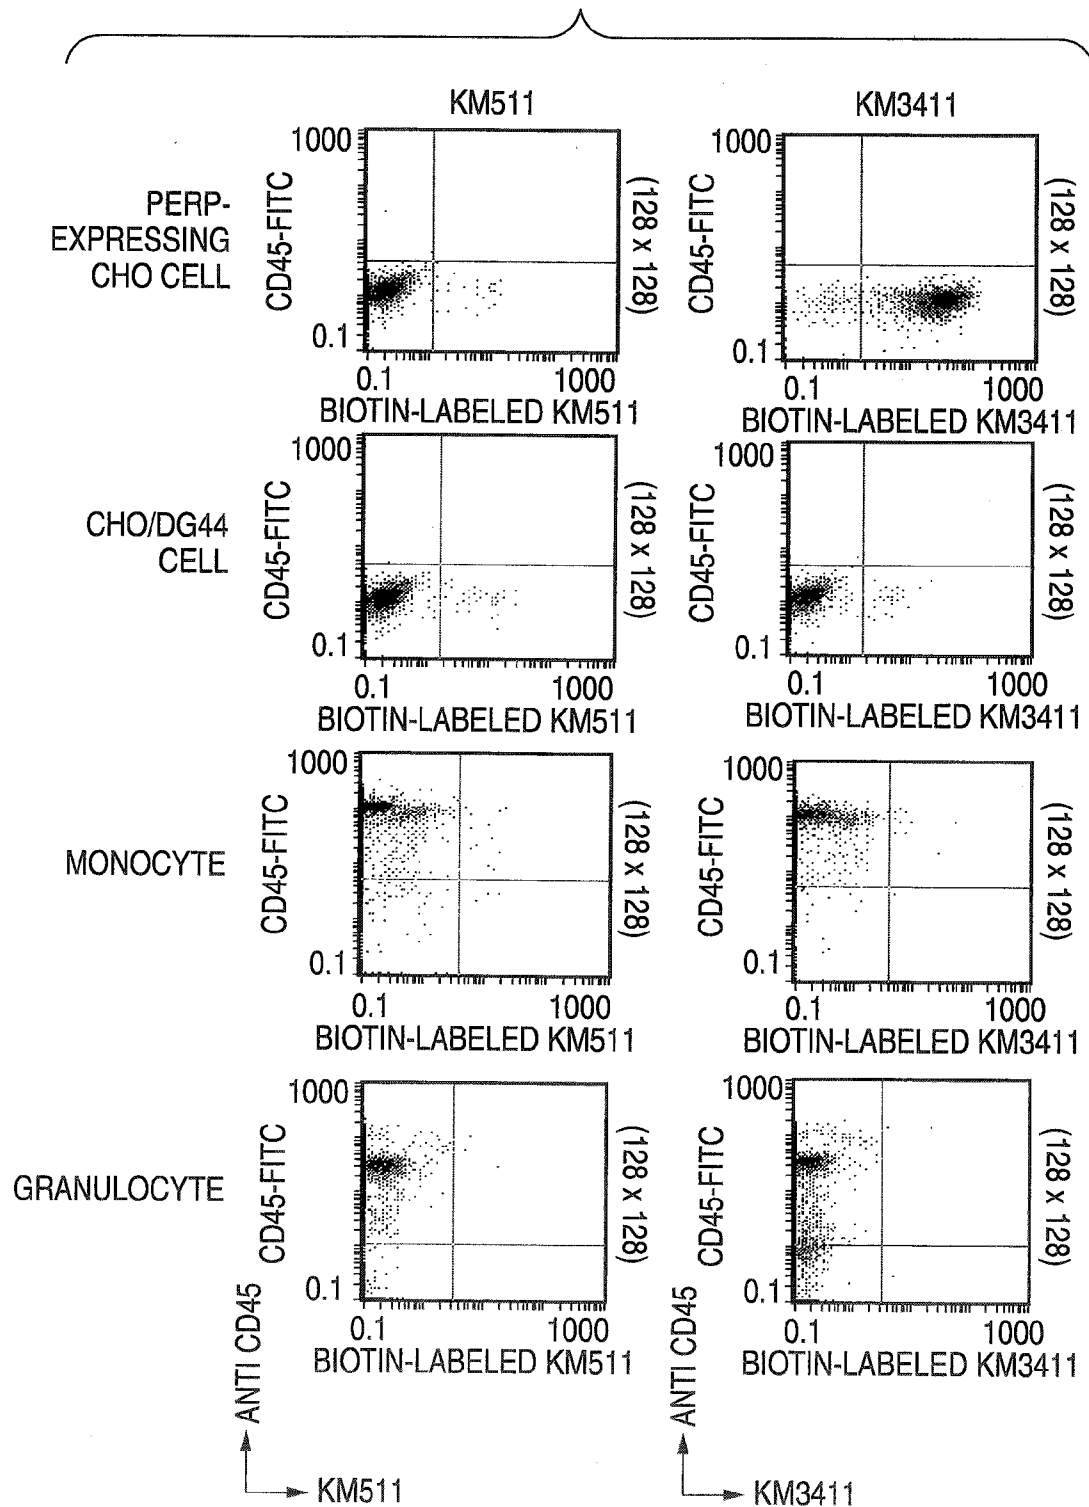 KM511
KM3411
PERP-
EXPRESSING
CHO CELL
1000
CD45-FITC
0.1
0.1
1000
BIOTIN-LABELED KM511
(128 x 128)
1000
CD45-FITC
0.1
0.1
1000
BIOTIN-LABELED KM3411
(128 x 128)
CHO/DG44
CELL
1000
CD45-FITC
0.1
0.1
1000
BIOTIN-LABELED KM511
(128 x 128)
1000
CD45-FITC
0.1
0.1
1000
BIOTIN-LABELED KM3411
(128 x 128)
MONOCYTE
1000
CD45-FITC
0.1
0.1
1000
BIOTIN-LABELED KM511
(128 x 128)
1000
CD45-FITC
0.1
0.1
1000
BIOTIN-LABELED KM3411
(128 x 128)
GRANULOCYTE
1000
CD45-FITC
0.1
0.1
1000
BIOTIN-LABELED KM511
(128 x 128)
1000
CD45-FITC
0.1
0.1
1000
BIOTIN-LABELED KM3411
(128 x 128)
ANTI CD45
KM511
ANTI CD45
KM3411